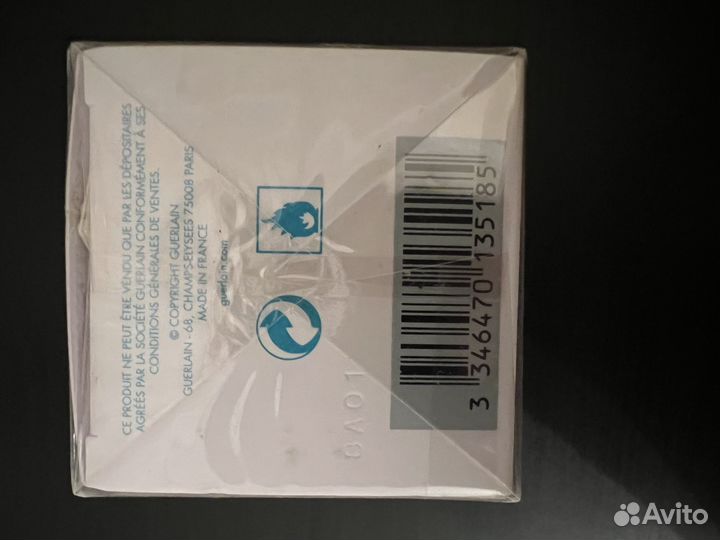 CE PRODUIT NE PEUT ÊTRE VENDU QUE PAR LES DÉPOSITAIRES
AGRÉES PAR LA SOCIÉTÉ GUERLAIN CONFORMÉMENT À SES
CONDITIONS GÉNÉRALES DE VENTES.
© COPYRIGHT GUERLAIN
GUERLAIN - 68, CHAMPS-ELYSEES 75008 PARIS
MADE IN FRANCE
guerlain.com
8A01
3 346470 135185
Avito